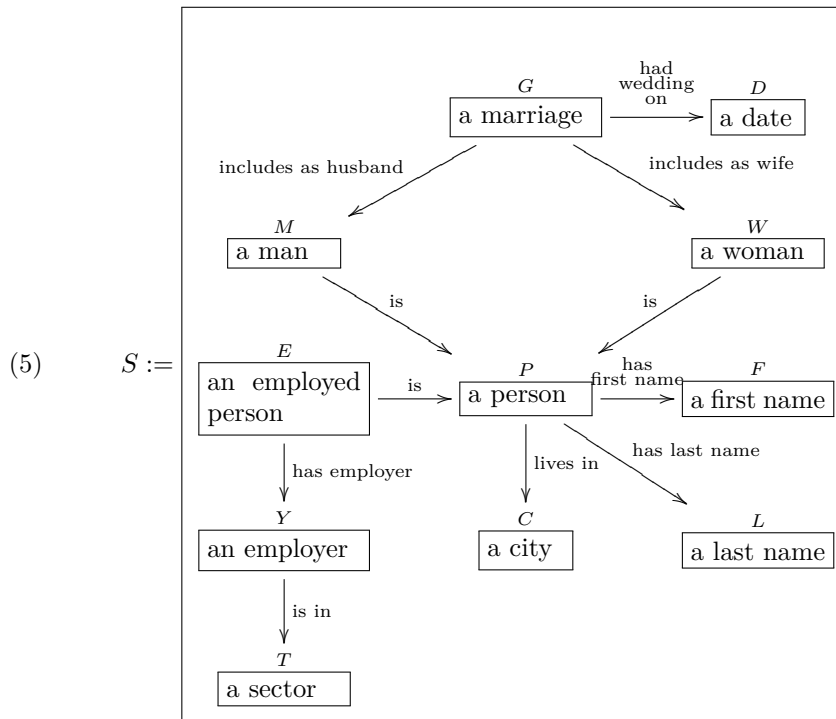 had
wedding
on
G
D
a marriage
a date
includes as husband
includes as wife
M
W
a man
a woman
is
is
(5)
S :=
E
P
F
an employed
person
is
a person
has
first name
a first name
has employer
lives in
has last name
Y
C
L
an employer
a city
a last name
is in
T
a sector